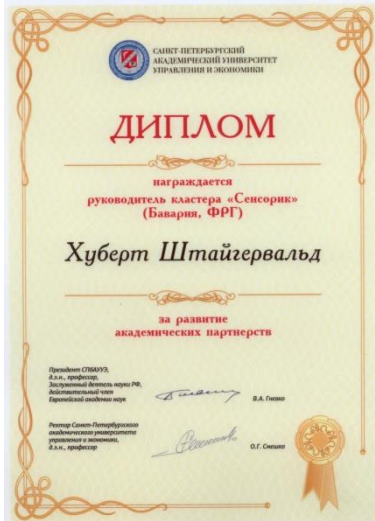 САНКТ-ПЕТЕРБУРГСКИЙ
АКАДЕМИЧЕСКИЙ УНИВЕРСИТЕТ
УПРАВЛЕНИЯ И ЭКОНОМИКИ
ДИПЛОМ
награждается
руководитель кластера «Сенсорик»
(Бавария, ФРГ)
Хуберт Штайгервальд
за развитие
академических партнерств
Президент СПбАУУЭ,
д.э.н., профессор,
Заслуженный деятель науки РФ,
действительный член
Европейской академии наук
В.А. Гневко
Ректор Санкт-Петербургского
академического университета
управления и экономики,
д.э.н., профессор
О.Г. Смешко